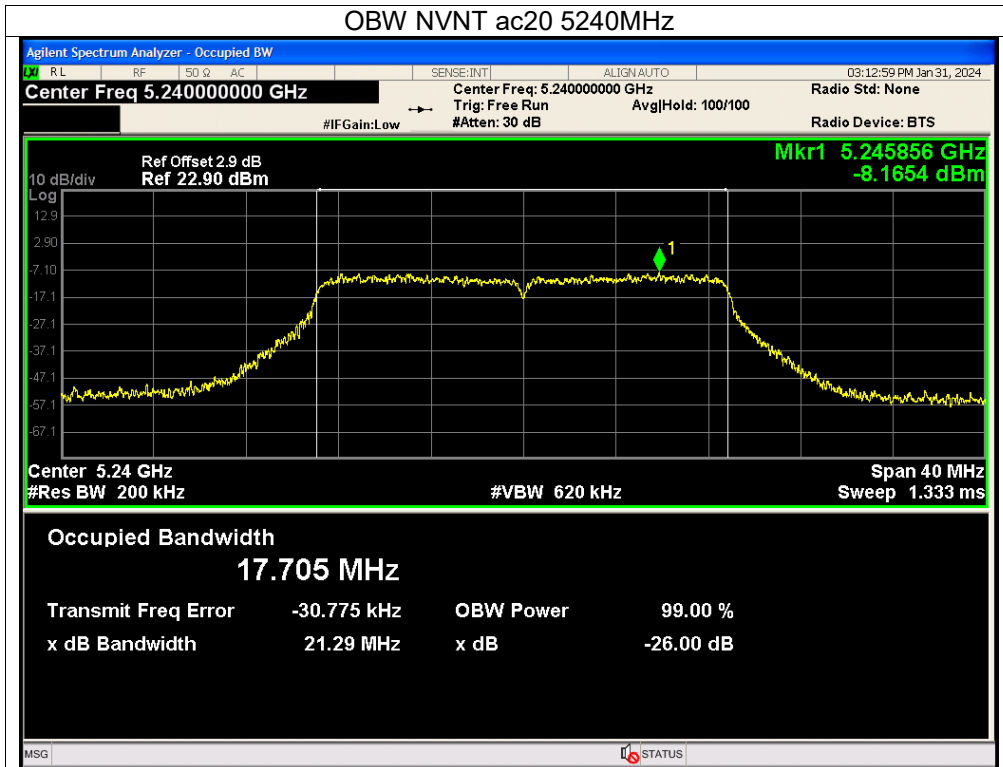 OBW NVNT ac20 5240MHz
Agilent Spectrum Analyzer - Occupied BW
LXI RL RF 50 Ω AC SENSE:INT ALIGN AUTO 03:12:59 PM Jan 31, 2024
Center Freq 5.240000000 GHz Center Freq: 5.240000000 GHz Radio Std: None
Trig: Free Run Avg|Hold: 100/100
#IFGain:Low #Atten: 30 dB Radio Device: BTS
Mkr1 5.245856 GHz
-8.1654 dBm
Ref Offset 2.9 dB
10 dB/div Ref 22.90 dBm
Log
12.9
2.90
1
-7.10
-17.1
-27.1
-37.1
-47.1
-57.1
-67.1
Center 5.24 GHz Span 40 MHz
#Res BW 200 kHz #VBW 620 kHz Sweep 1.333 ms
Occupied Bandwidth
17.705 MHz
Transmit Freq Error -30.775 kHz OBW Power 99.00 %
x dB Bandwidth 21.29 MHz x dB -26.00 dB
MSG STATUS